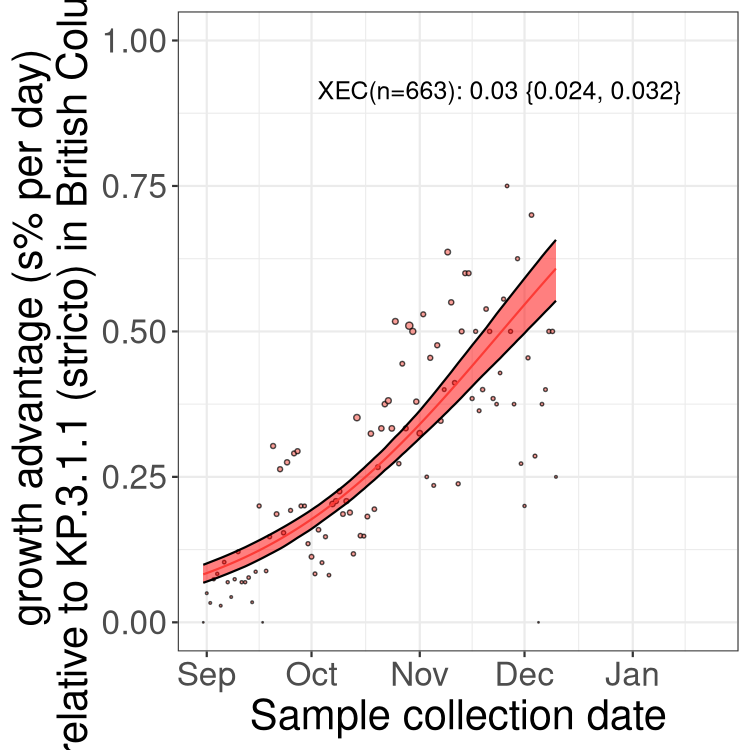 growth advantage (s% per day)
relative to KP.3.1.1 (stricto) in British Colu
1.00
0.75
0.50
0.25
0.00
XEC(n=663): 0.03 {0.024, 0.032}
Sep Oct Nov Dec Jan
Sample collection date